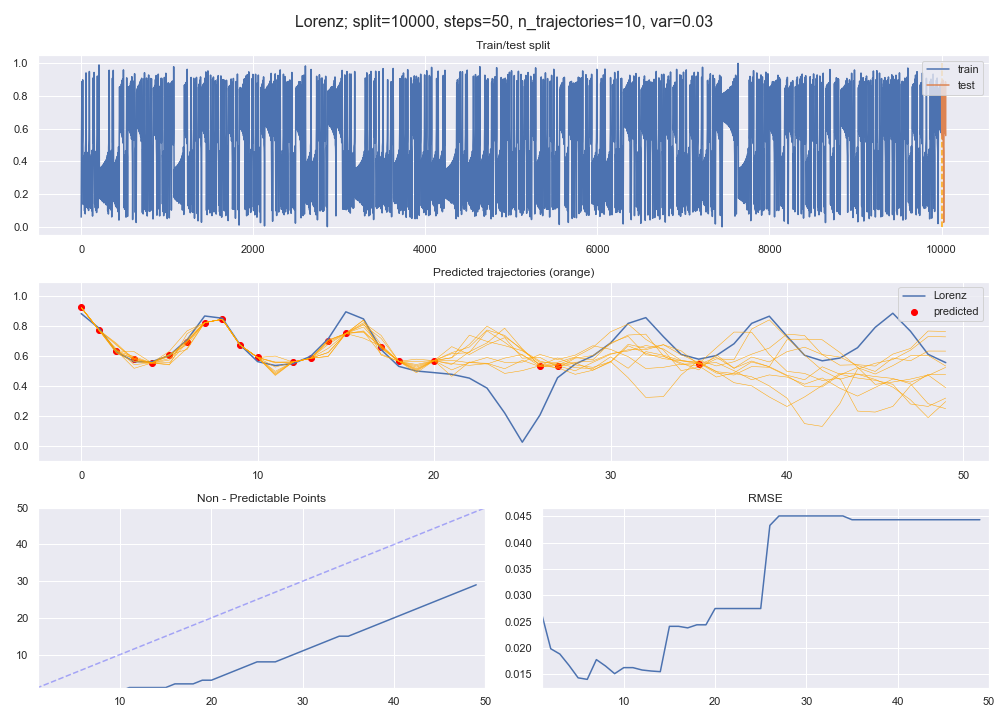 Lorenz; split=10000, steps=50, n_trajectories=10, var=0.03
Train/test split
1.0
0.8
0.6
0.4
0.2
0.0
train
test
0 2000 4000 6000 8000 10000
Predicted trajectories (orange)
1.0
0.8
0.6
0.4
0.2
0.0
Lorenz
predicted
0 10 20 30 40 50
Non - Predictable Points
50
40
30
20
10
10 20 30 40 50
RMSE
0.045
0.040
0.035
0.030
0.025
0.020
0.015
10 20 30 40 50